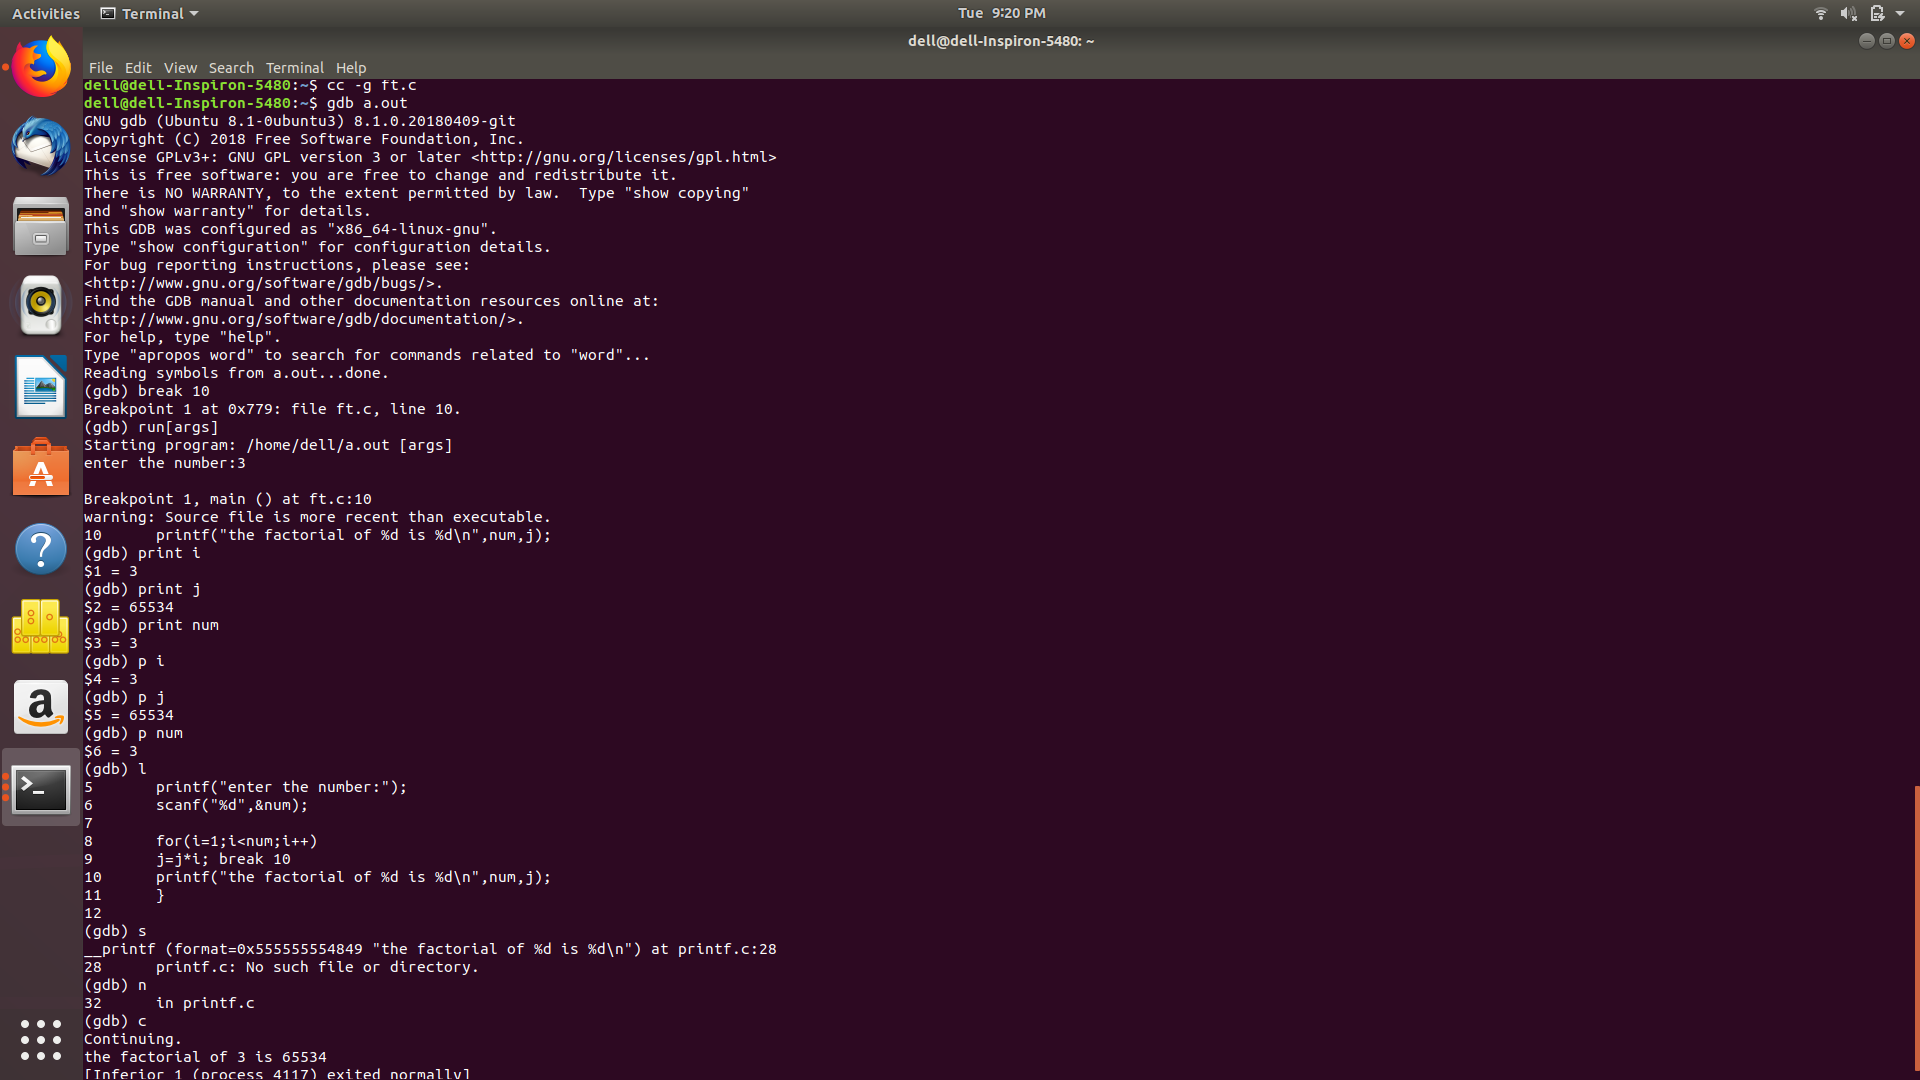 Activities Terminal Tue 9:20 PM
dell@dell-Inspiron-5480: ~
File Edit View Search Terminal Help
dell@dell-Inspiron-5480:~$ cc -g ft.c
dell@dell-Inspiron-5480:~$ gdb a.out
GNU gdb (Ubuntu 8.1-0ubuntu3) 8.1.0.20180409-git
Copyright (C) 2018 Free Software Foundation, Inc.
License GPLv3+: GNU GPL version 3 or later <http://gnu.org/licenses/gpl.html>
This is free software: you are free to change and redistribute it.
There is NO WARRANTY, to the extent permitted by law.  Type "show copying"
and "show warranty" for details.
This GDB was configured as "x86_64-linux-gnu".
Type "show configuration" for configuration details.
For bug reporting instructions, please see:
<http://www.gnu.org/software/gdb/bugs/>.
Find the GDB manual and other documentation resources online at:
<http://www.gnu.org/software/gdb/documentation/>.
For help, type "help".
Type "apropos word" to search for commands related to "word"...
Reading symbols from a.out...done.
(gdb) break 10
Breakpoint 1 at 0x779: file ft.c, line 10.
(gdb) run[args]
Starting program: /home/dell/a.out [args]
enter the number:3
Breakpoint 1, main () at ft.c:10
warning: Source file is more recent than executable.
10      printf("the factorial of %d is %d\n",num,j);
(gdb) print i
$1 = 3
(gdb) print j
$2 = 65534
(gdb) print num
$3 = 3
(gdb) p i
$4 = 3
(gdb) p j
$5 = 65534
(gdb) p num
$6 = 3
(gdb) l
5       printf("enter the number:");
6       scanf("%d",&num);
7
8       for(i=1;i<num;i++)
9       j=j*i; break 10
10      printf("the factorial of %d is %d\n",num,j);
11      }
12
(gdb) s
__printf (format=0x555555554849 "the factorial of %d is %d\n") at printf.c:28
28      printf.c: No such file or directory.
(gdb) n
32      in printf.c
(gdb) c
Continuing.
the factorial of 3 is 65534
[Inferior 1 (process 4117) exited normally]